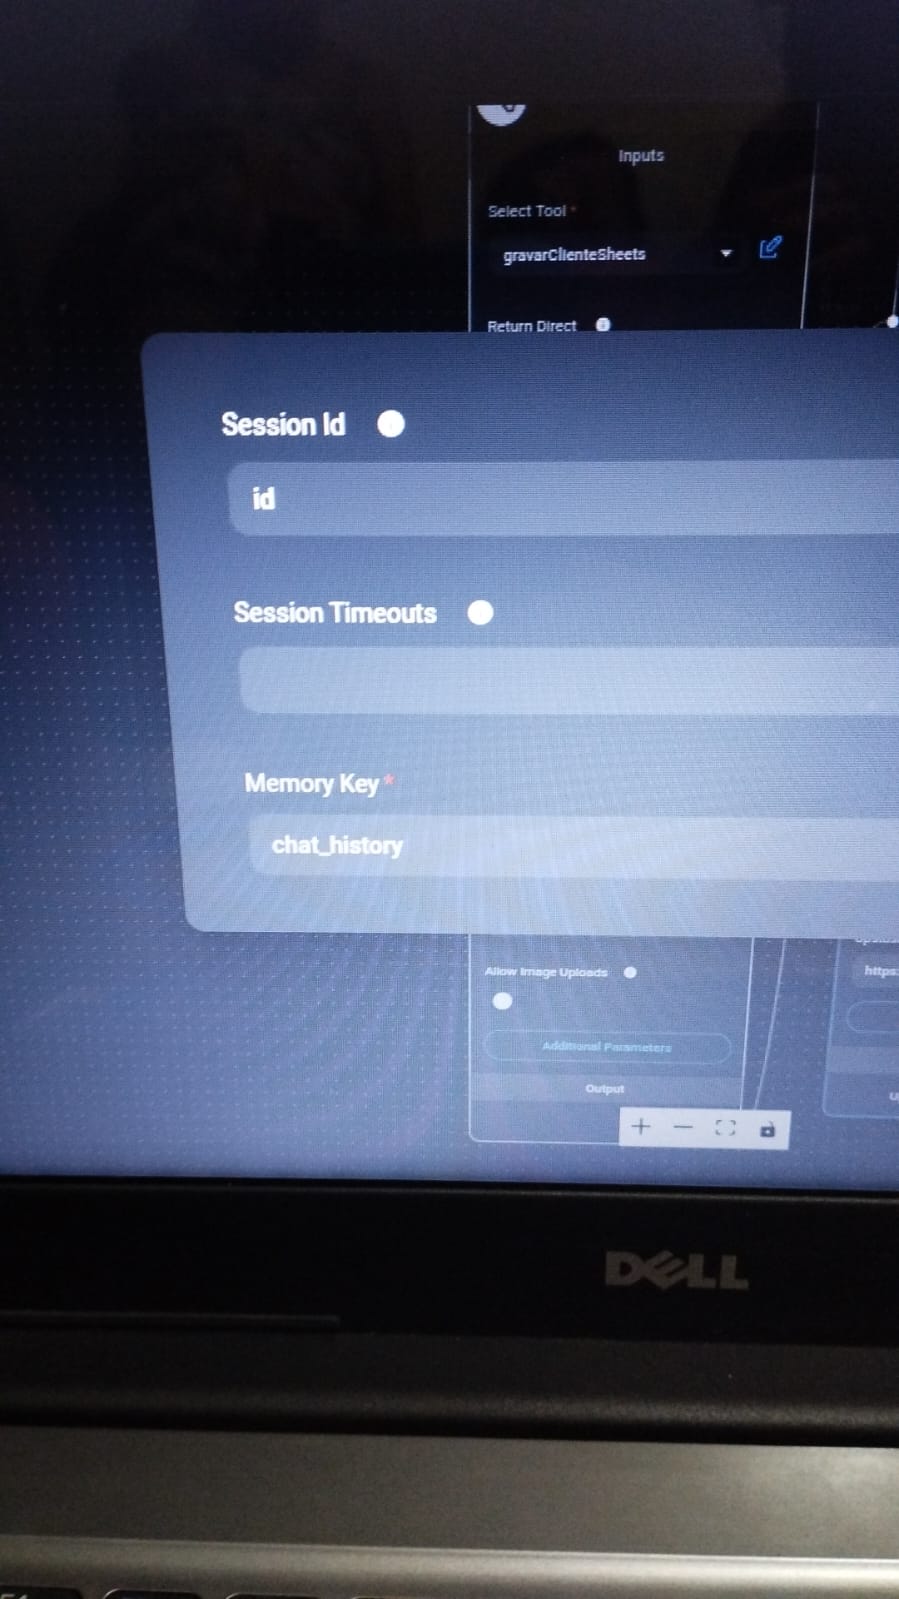 Inputs
Select Tool *
gravarClienteSheets
Return Direct
Session Id
id
Session Timeouts
Memory Key *
chat_history
Allow Image Uploads
https:
Additional Parameters
Output
DELL